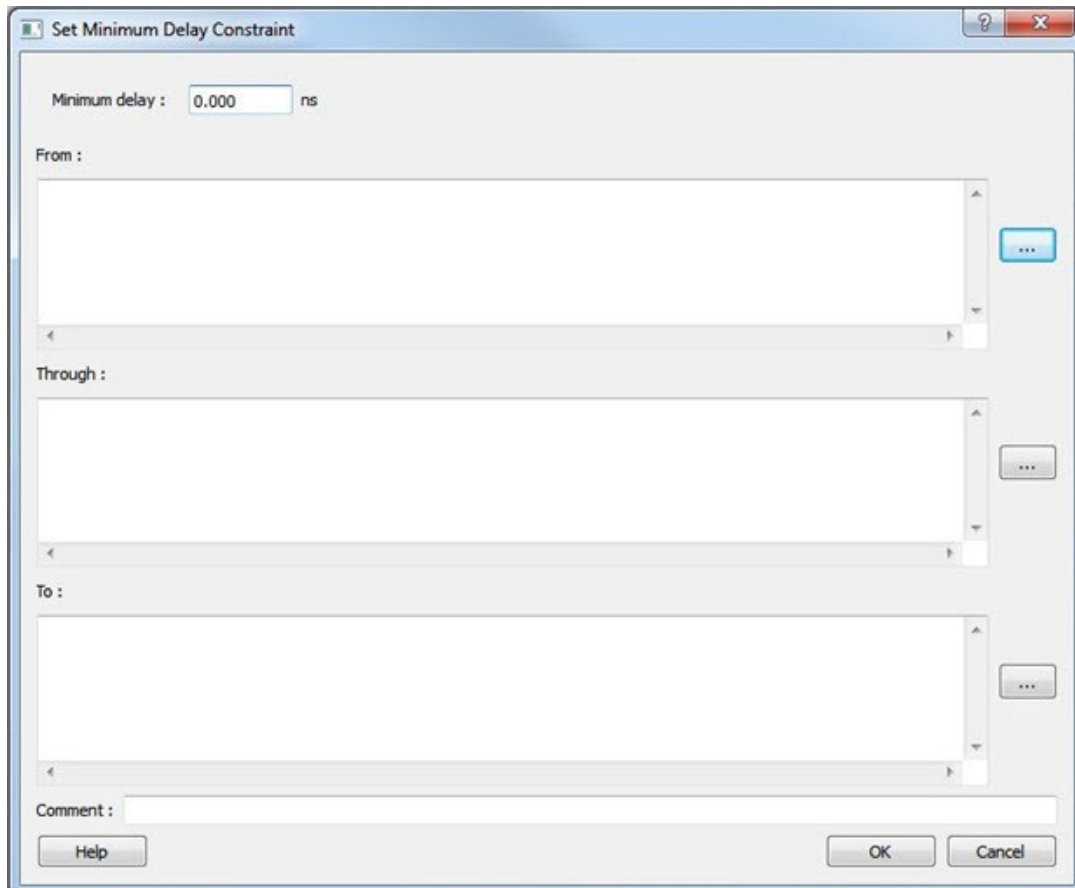 Set Minimum Delay Constraint
?
Minimum delay : 0.000 ns
From :
...
Through :
...
To :
...
Comment :
Help OK Cancel